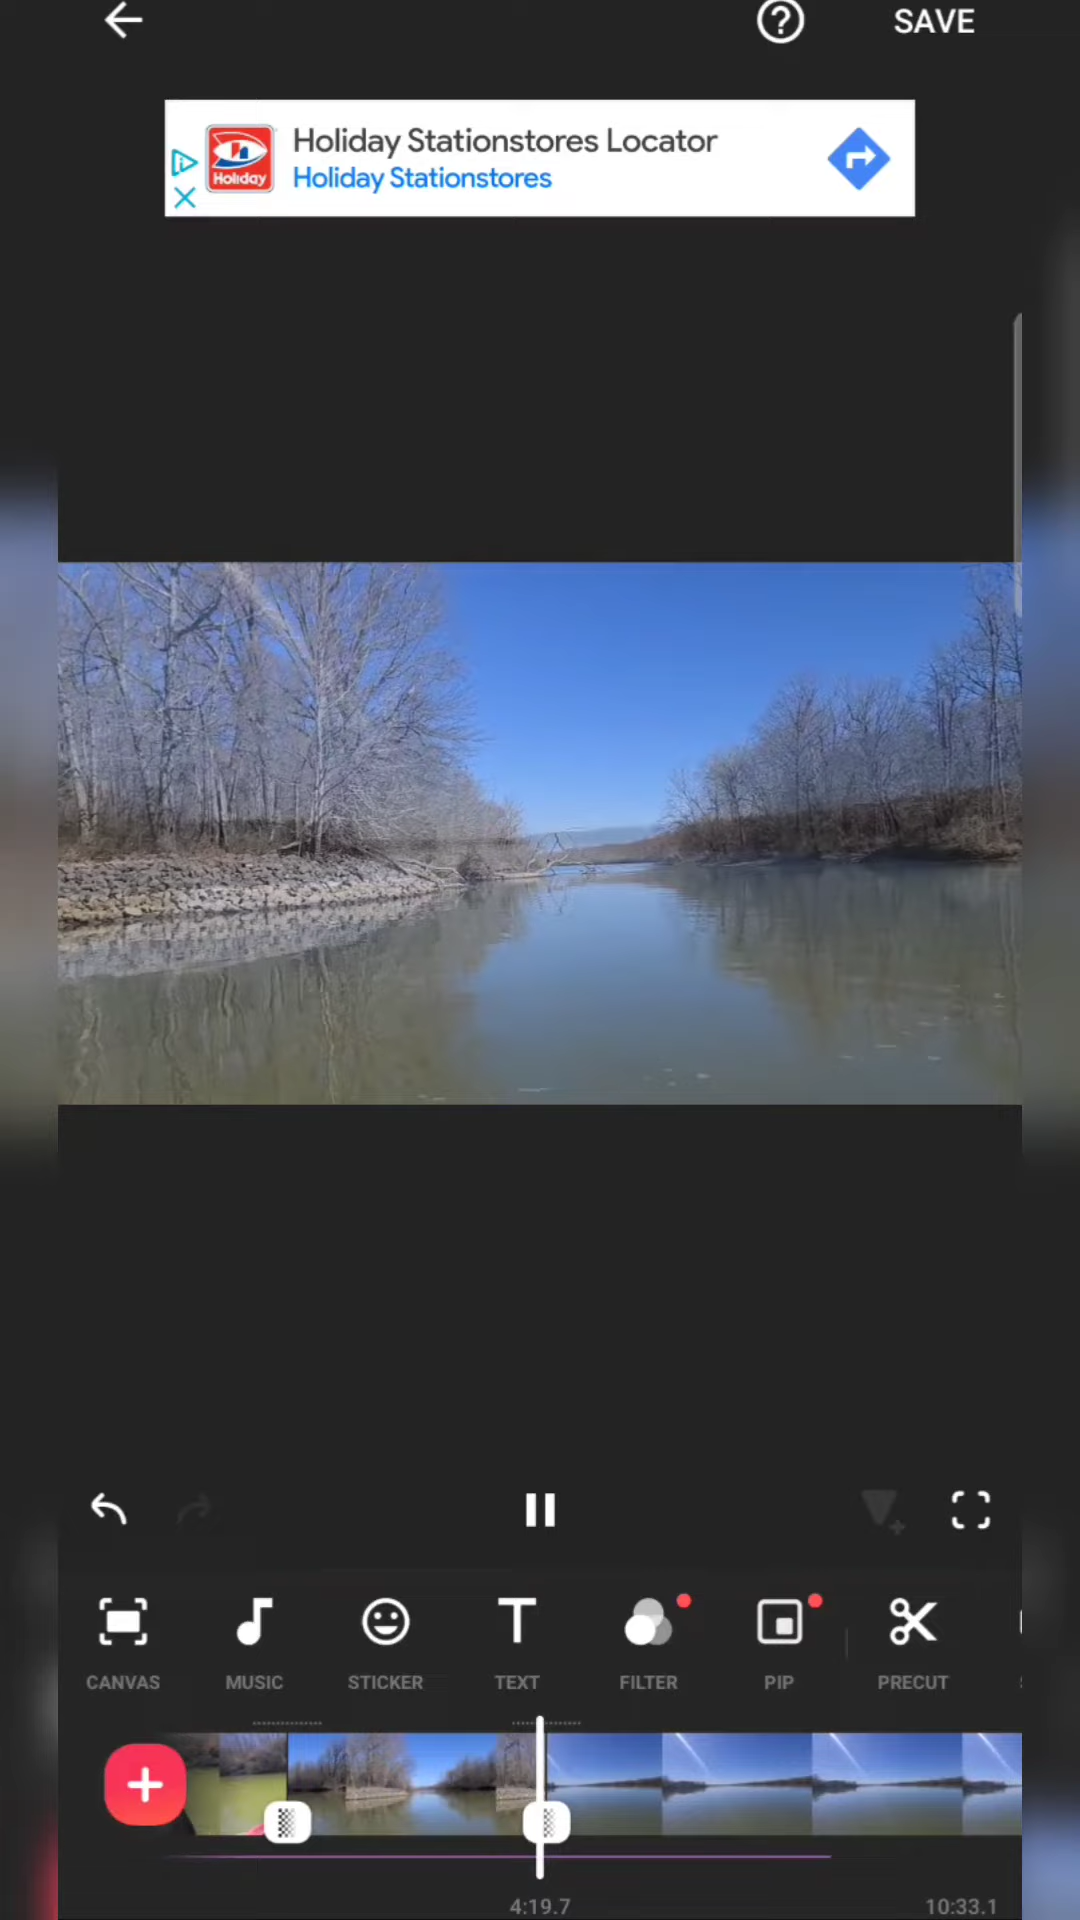 SAVE
Holiday Stationstores Locator
Holiday
Holiday Stationstores
CANVAS MUSIC STICKER TEXT FILTER PIP PRECUT
4:19.7 10:33.1